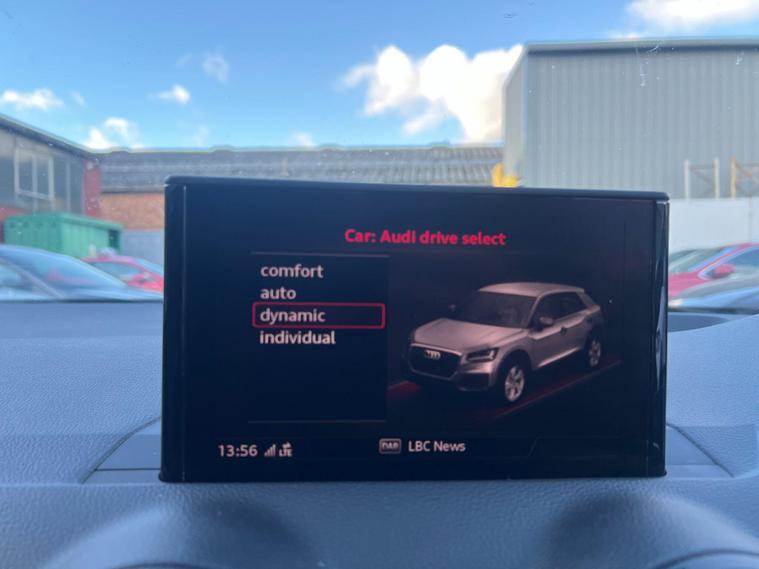 Car: Audi drive select
comfort
auto
dynamic
individual
13:56 LTE
DAB LBC News